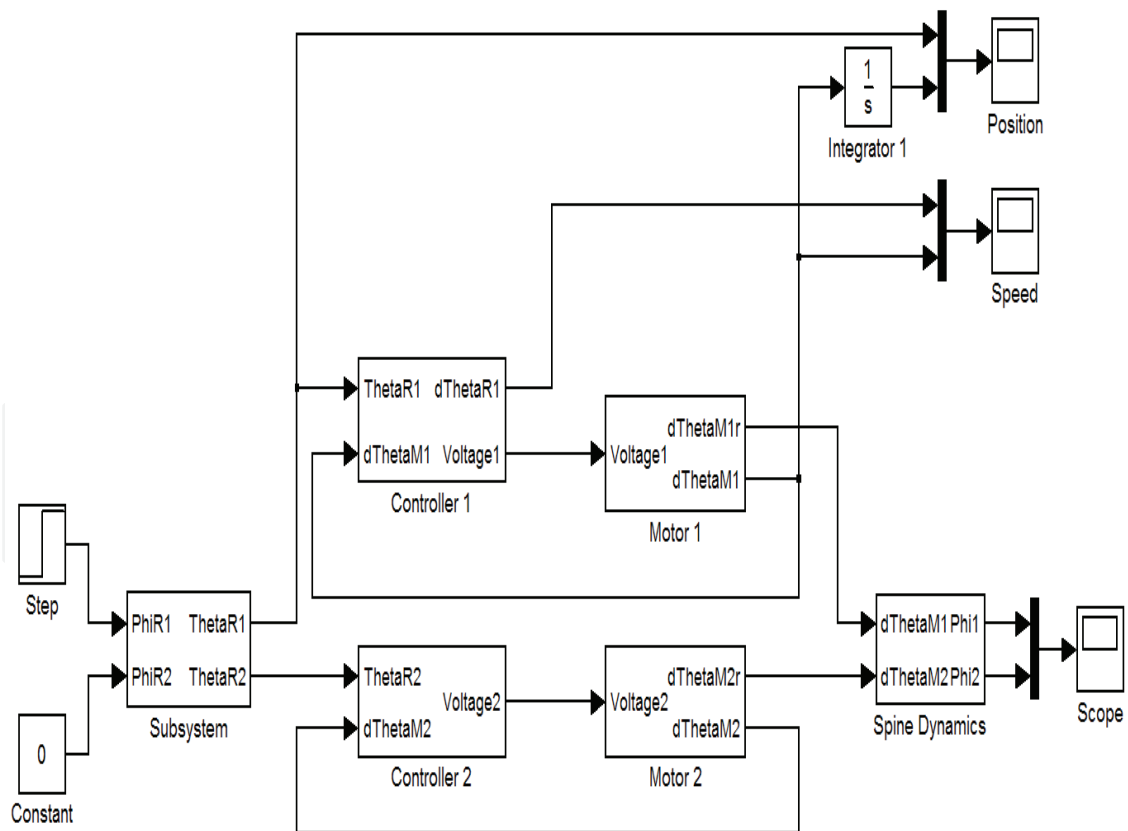 1
s
Integrator 1
Position
Speed
ThetaR1 dThetaR1
dThetaM1 Voltage1
Controller 1
dThetaM1r
Voltage1
dThetaM1
Motor 1
Step
PhiR1 ThetaR1
PhiR2 ThetaR2
Subsystem
0
Constant
ThetaR2
Voltage2
dThetaM2
Controller 2
dThetaM2r
Voltage2
dThetaM2
Motor 2
dThetaM1 Phi1
dThetaM2 Phi2
Spine Dynamics
Scope